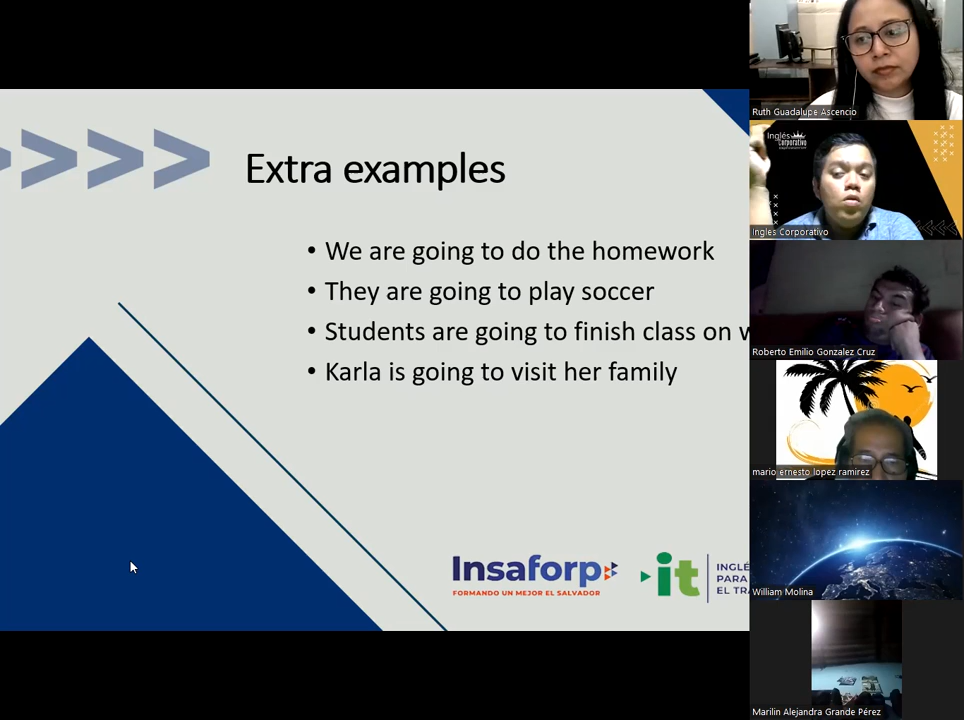 Extra examples
• We are going to do the homework
• They are going to play soccer
• Students are going to finish class on w
• Karla is going to visit her family
Insaforp
FORMANDO UN MEJOR EL SALVADOR
it
INGLÉ
PARA
EL TRA
Ruth Guadalupe Ascencio
Inglés
Corporativo
Ingles Corporativo
Roberto Emilio Gonzalez Cruz
mario ernesto lopez ramirez
William Molina
Marilin Alejandra Grande Pérez